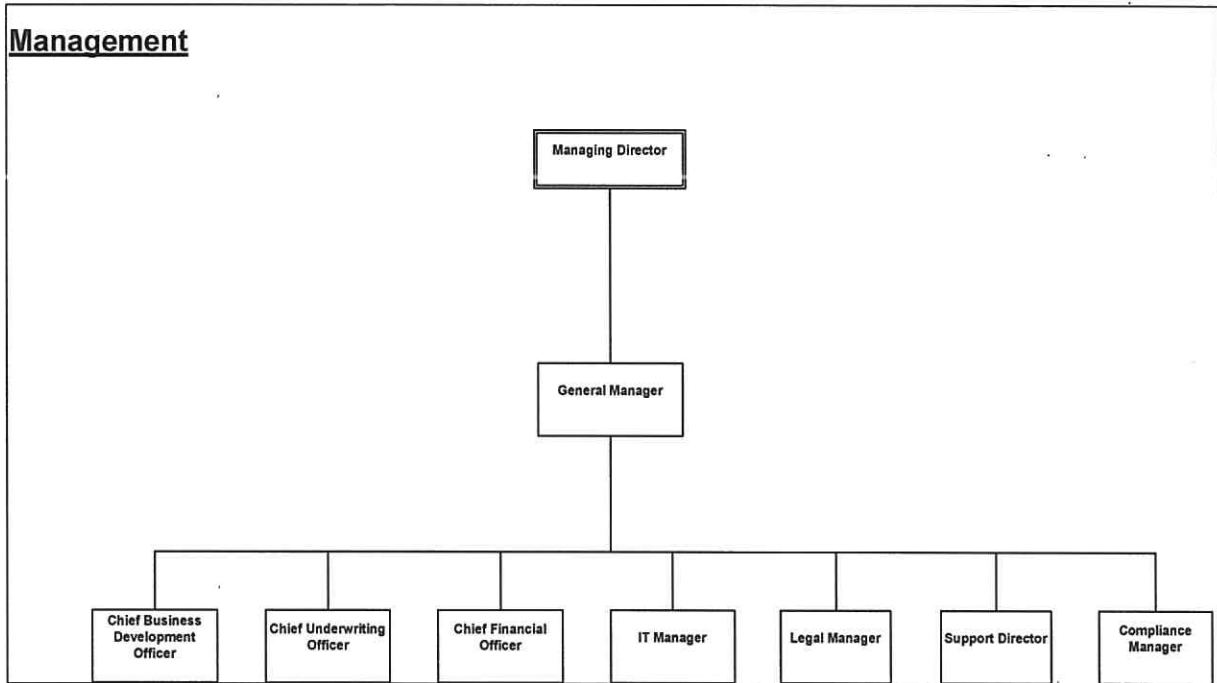 Management
Managing Director
General Manager
Chief Business
Development
Officer
Chief Underwriting
Officer
Chief Financial
Officer
IT Manager
Legal Manager
Support Director
Compliance
Manager